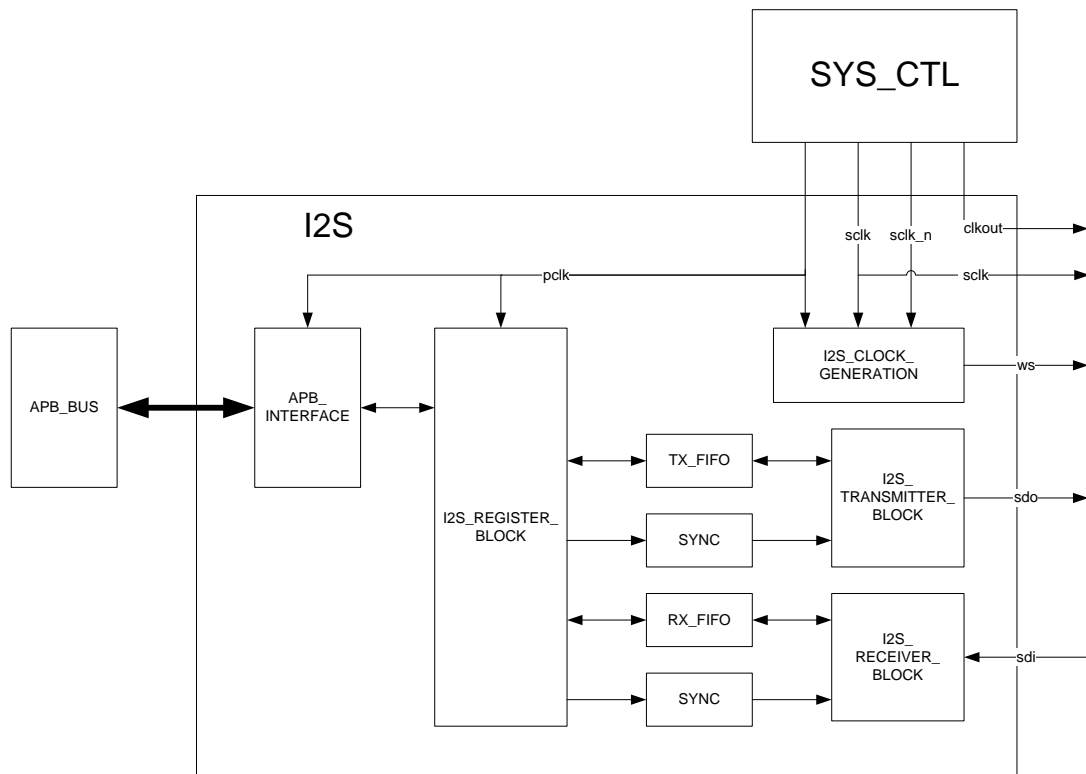 SYS_CTL
I2S
sclk
sclk_n
clkout
pclk
sclk
APB_BUS
APB_
INTERFACE
I2S_REGISTER_
BLOCK
I2S_CLOCK_
GENERATION
ws
TX_FIFO
I2S_
TRANSMITTER_
BLOCK
sdo
SYNC
RX_FIFO
I2S_
RECEIVER_
BLOCK
sdi
SYNC